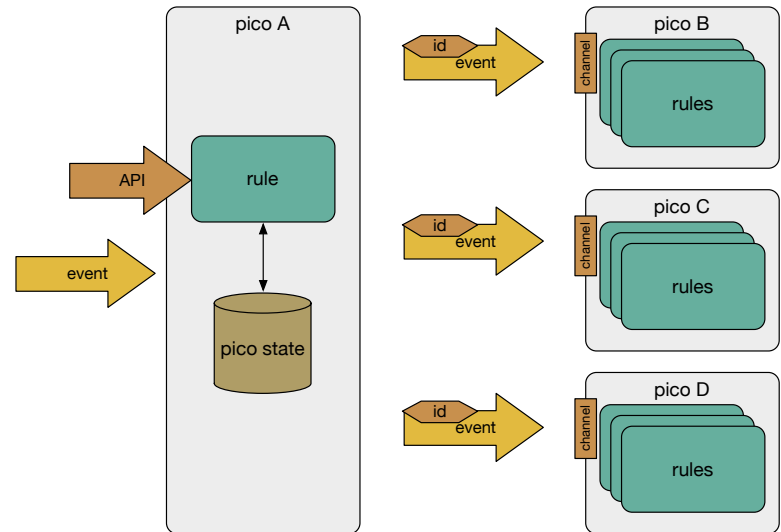 pico A
API
rule
event
pico state
id
event
channel
pico B
rules
id
event
channel
pico C
rules
id
event
channel
pico D
rules